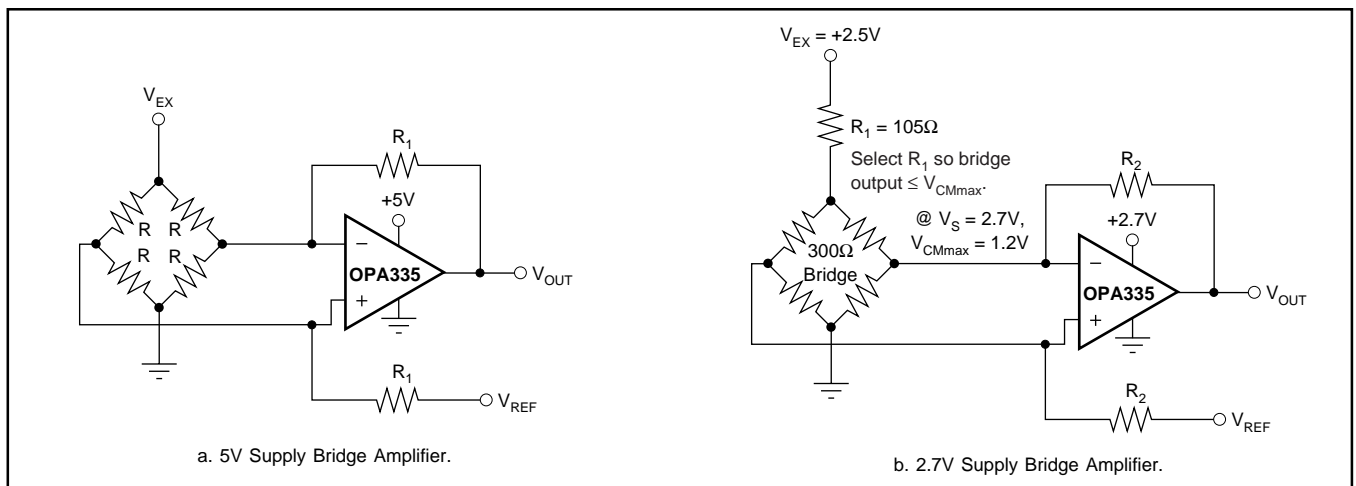 V_EX
R_1
+5V
R R
R R
−
OPA335
+
V_OUT
R_1
V_REF
a. 5V Supply Bridge Amplifier.
V_EX = +2.5V
R_1 = 105Ω
Select R_1 so bridge
output ≤ V_CMmax.
@ V_S = 2.7V,
V_CMmax = 1.2V
300Ω
Bridge
R_2
+2.7V
−
OPA335
+
V_OUT
R_2
V_REF
b. 2.7V Supply Bridge Amplifier.